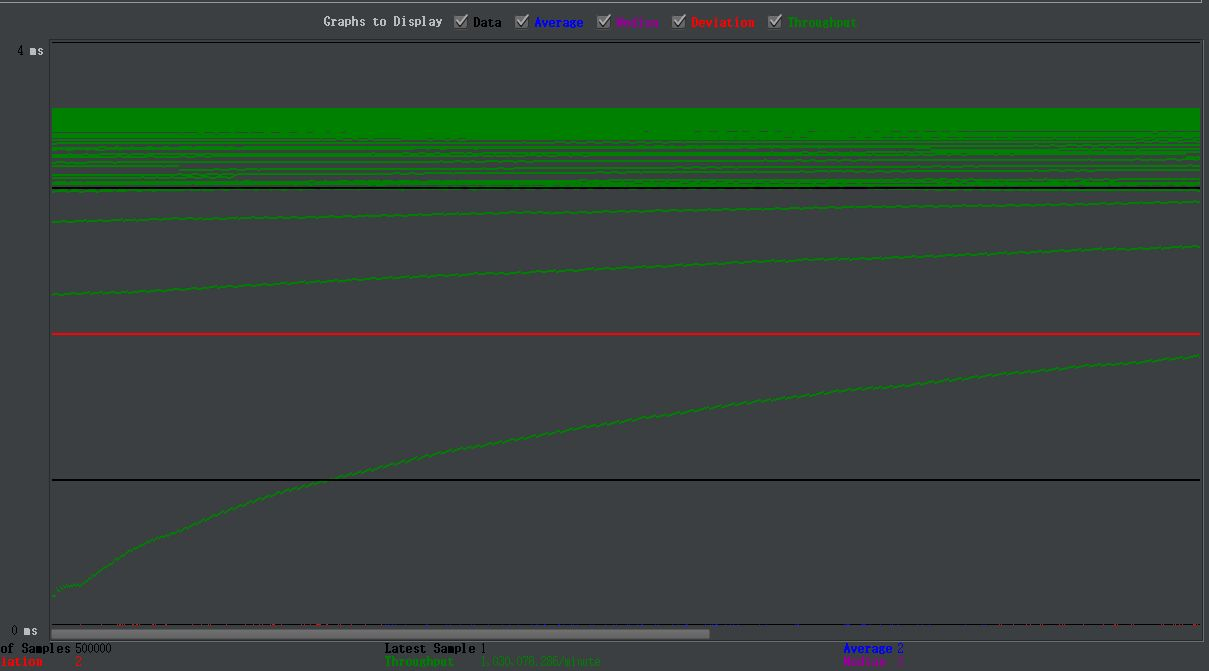 Graphs to Display Data Average Median Deviation Throughput
4 ms
0 ms
of Samples 500000 Latest Sample 1 Average 2
iation 2 Throughput 1,030,078.286/minute Median